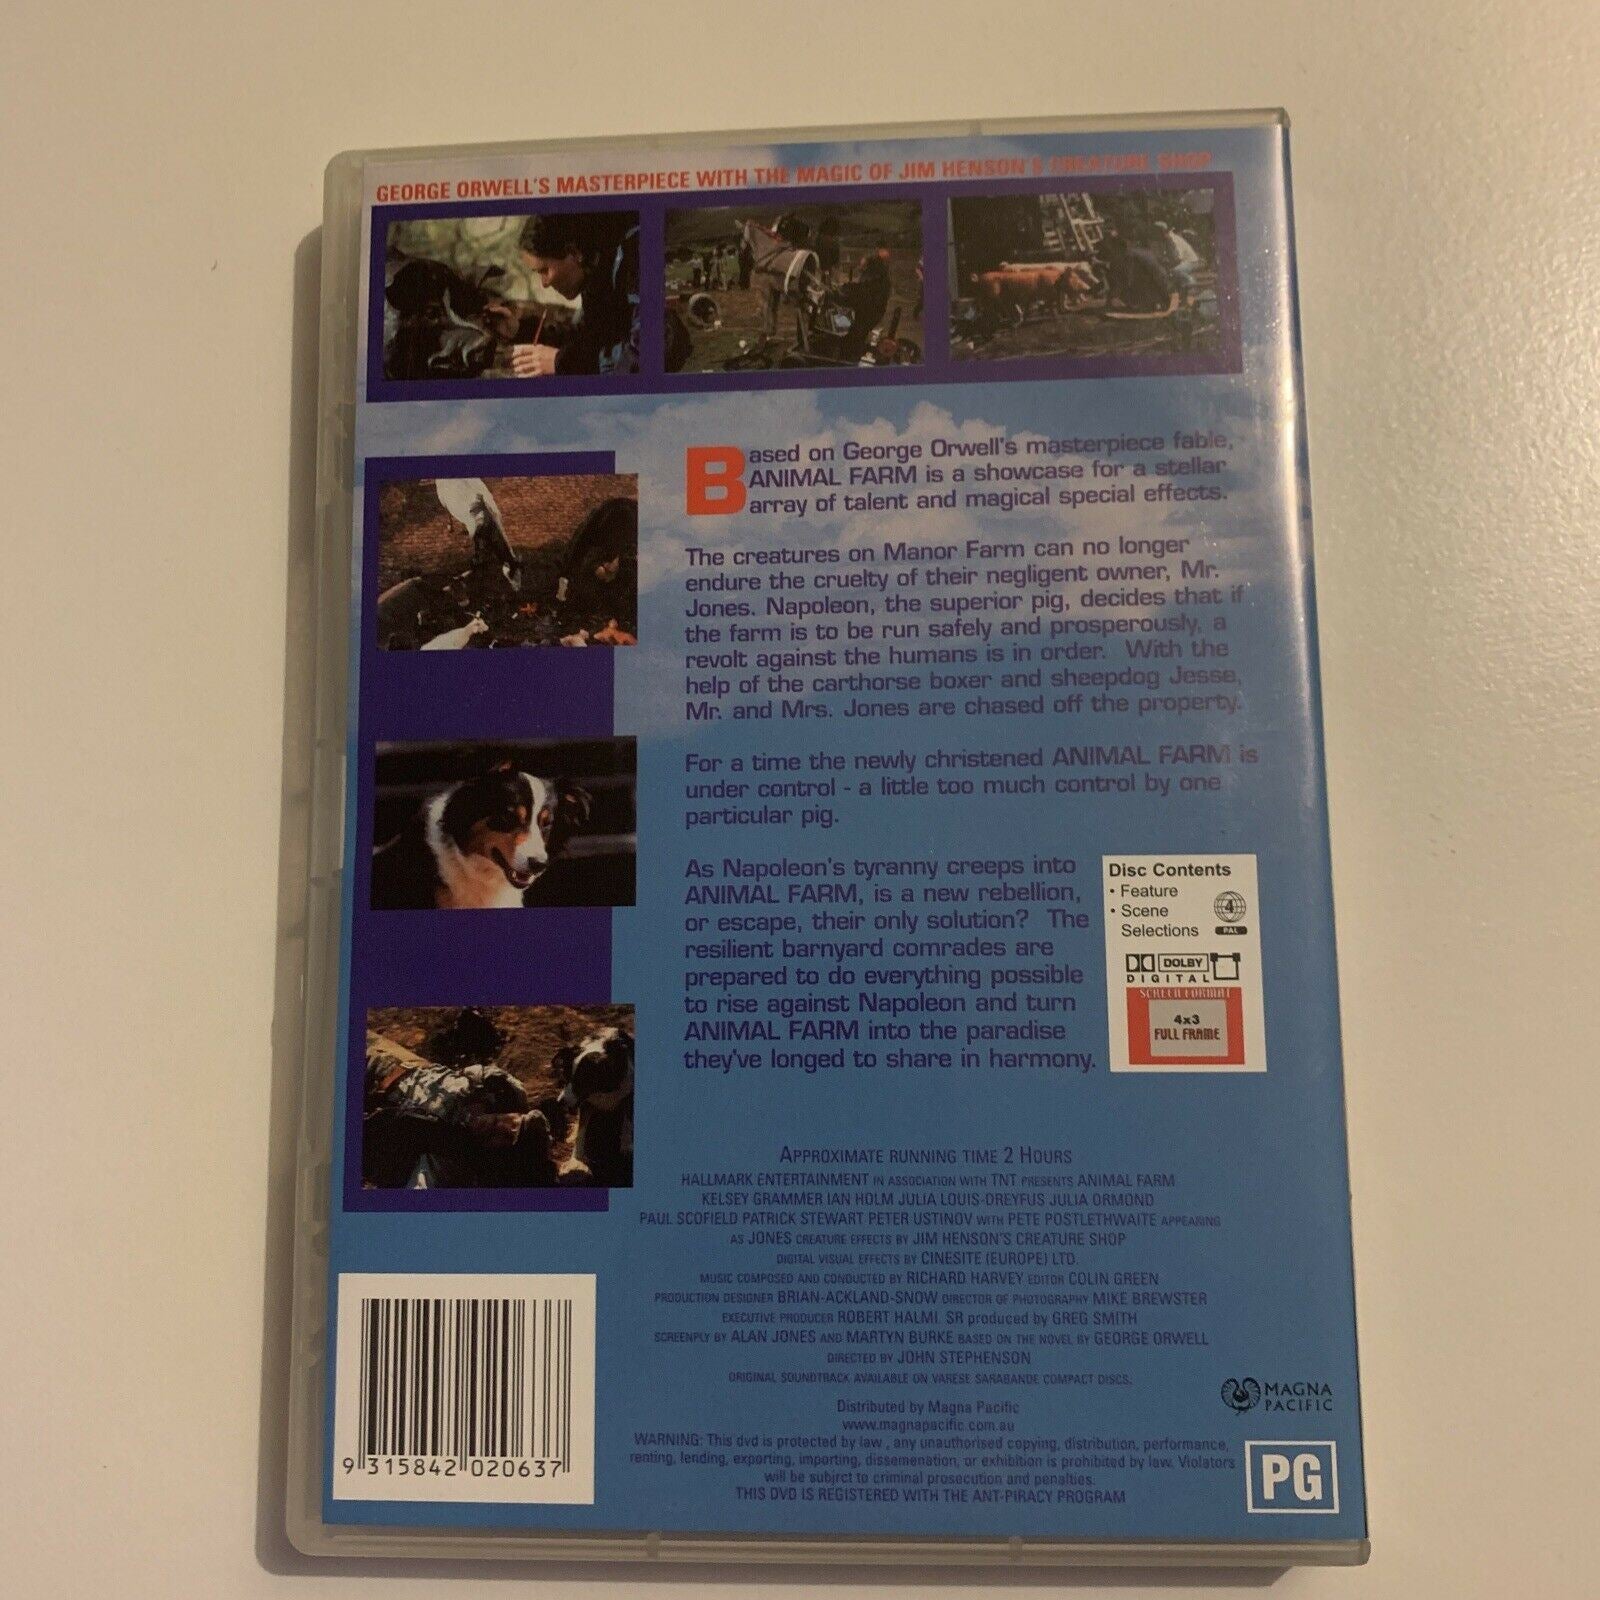 GEORGE ORWELL'S MASTERPIECE WITH THE MAGIC OF JIM HENSON'S CREATURE SHOP
Based on George Orwell's masterpiece fable,
ANIMAL FARM is a showcase for a stellar
array of talent and magical special effects.
The creatures on Manor Farm can no longer
endure the cruelty of their negligent owner, Mr.
Jones. Napoleon, the superior pig, decides that if
the farm is to be run safely and prosperously, a
revolt against the humans is in order. With the
help of the carthorse boxer and sheepdog Jesse,
Mr. and Mrs. Jones are chased off the property.
For a time the newly christened ANIMAL FARM is
under control - a little too much control by one
particular pig.
As Napoleon's tyranny creeps into
ANIMAL FARM, is a new rebellion,
or escape, their only solution? The
resilient barnyard comrades are
prepared to do everything possible
to rise against Napoleon and turn
ANIMAL FARM into the paradise
they've longed to share in harmony.
Disc Contents
• Feature
• Scene
Selections
4
PAL
DOLBY
DIGITAL
SCREEN FORMAT
4x3
FULL FRAME
APPROXIMATE RUNNING TIME 2 HOURS
HALLMARK ENTERTAINMENT IN ASSOCIATION WITH TNT PRESENTS ANIMAL FARM
KELSEY GRAMMER IAN HOLM JULIA LOUIS-DREYFUS JULIA ORMOND
PAUL SCOFIELD PATRICK STEWART PETER USTINOV WITH PETE POSTLETHWAITE APPEARING
AS JONES CREATURE EFFECTS BY JIM HENSON'S CREATURE SHOP
DIGITAL VISUAL EFFECTS BY CINESITE (EUROPE) LTD.
MUSIC COMPOSED AND CONDUCTED BY RICHARD HARVEY EDITOR COLIN GREEN
PRODUCTION DESIGNER BRIAN-ACKLAND-SNOW DIRECTOR OF PHOTOGRAPHY MIKE BREWSTER
EXECUTIVE PRODUCER ROBERT HALMI. SR produced by GREG SMITH
SCREENPLY BY ALAN JONES AND MARTYN BURKE BASED ON THE NOVEL BY GEORGE ORWELL
DIRECTED BY JOHN STEPHENSON
ORIGINAL SOUNDTRACK AVAILABLE ON VARESE SARABANDE COMPACT DISCS.
Distributed by Magna Pacific
www.magnapacific.com.au
WARNING: This dvd is protected by law , any unauthorised copying, distribution, performance,
renting, lending, exporting, importing, dissemenation, or exhibition is prohibited by law. Violators
will be subjrct to criminal prosecution and penalties.
THIS DVD IS REGISTERED WITH THE ANT-PIRACY PROGRAM
MAGNA
PACIFIC
PG
9 315842 020637